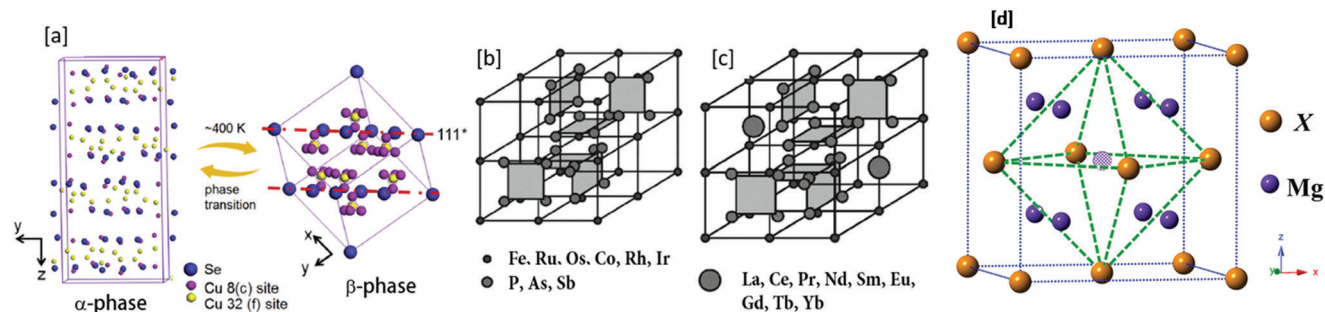 [a]
~400 K
phase
transition
111*
y
z
x
y
α-phase
β-phase
Se
Cu 8(c) site
Cu 32 (f) site
[b]
Fe, Ru, Os, Co, Rh, Ir
P, As, Sb
[c]
La, Ce, Pr, Nd, Sm, Eu,
Gd, Tb, Yb
[d]
X
Mg
z
y
x